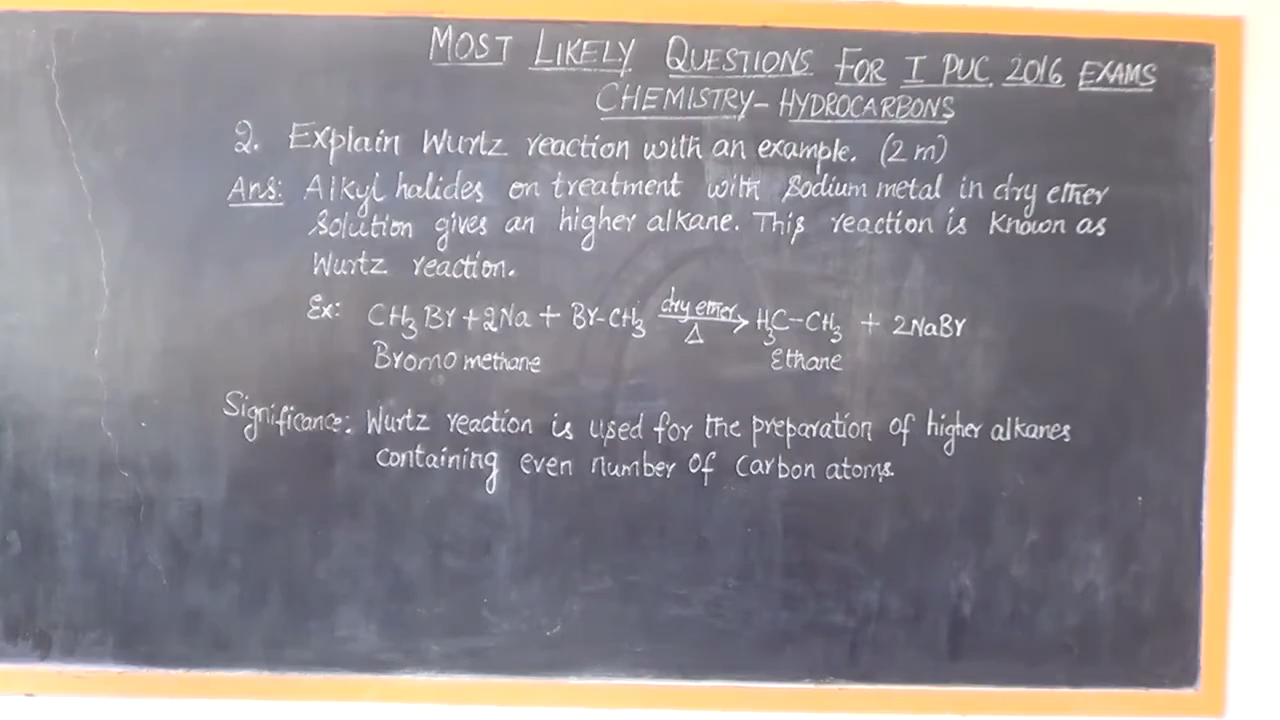 MOST LIKELY QUESTIONS FOR I PUC 2016 EXAMS
CHEMISTRY - HYDROCARBONS
2. Explain Wurtz reaction with an example. (2 m)
Ans: Alkyl halides on treatment with Sodium metal in dry ether
Solution gives an higher alkane. This reaction is known as
Wurtz reaction.
Ex: CH₃ Br + 2Na + Br-CH₃ dry ether Δ → H₃C-CH₃ + 2NaBr
Bromo methane Ethane
Significance: Wurtz reaction is used for the preparation of higher alkanes
containing even number of carbon atoms.